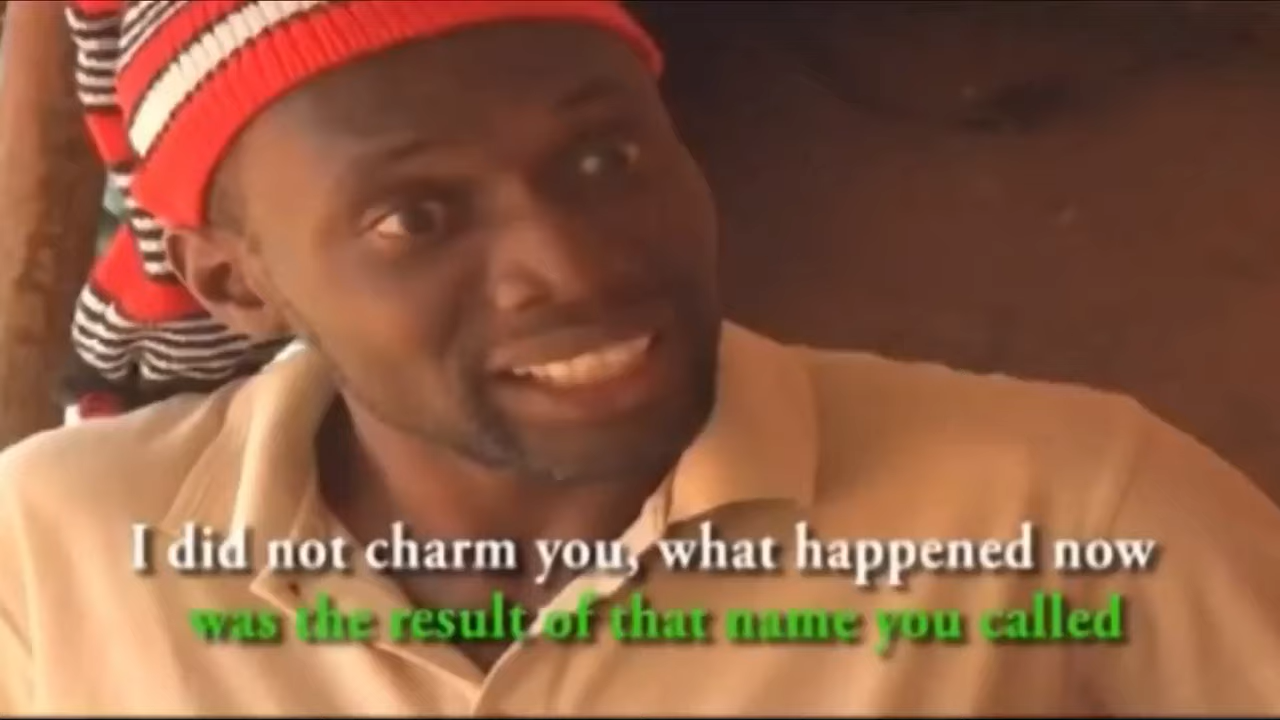 I did not charm you, what happened now
was the result of that name you called